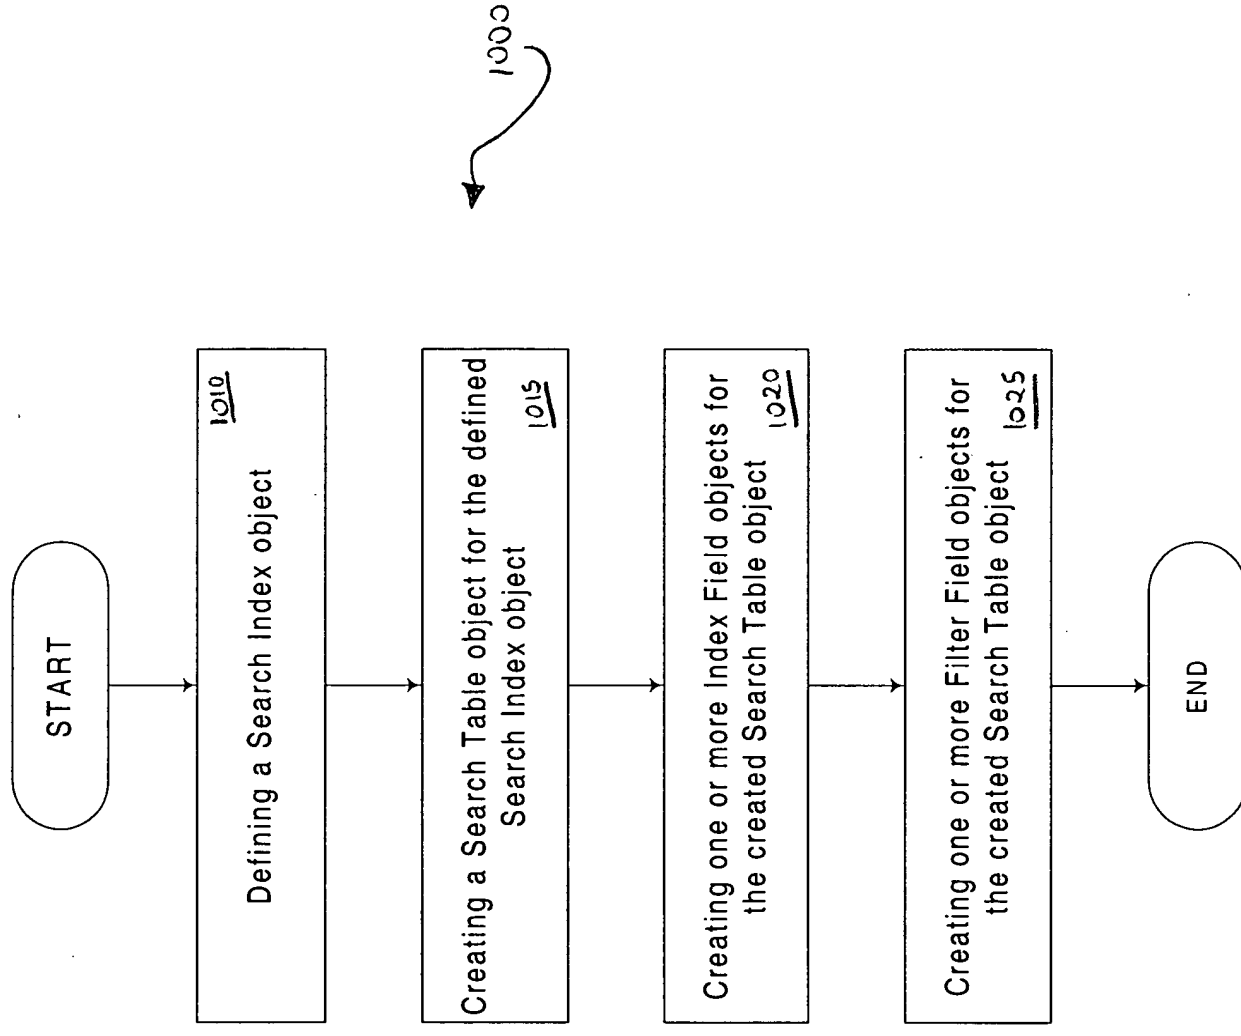 1000
START
Defining a Search Index object
1010
Creating a Search Table object for the defined
Search Index object
1015
Creating one or more Index Field objects for
the created Search Table object
1020
Creating one or more Filter Field objects for
the created Search Table object
1025
END